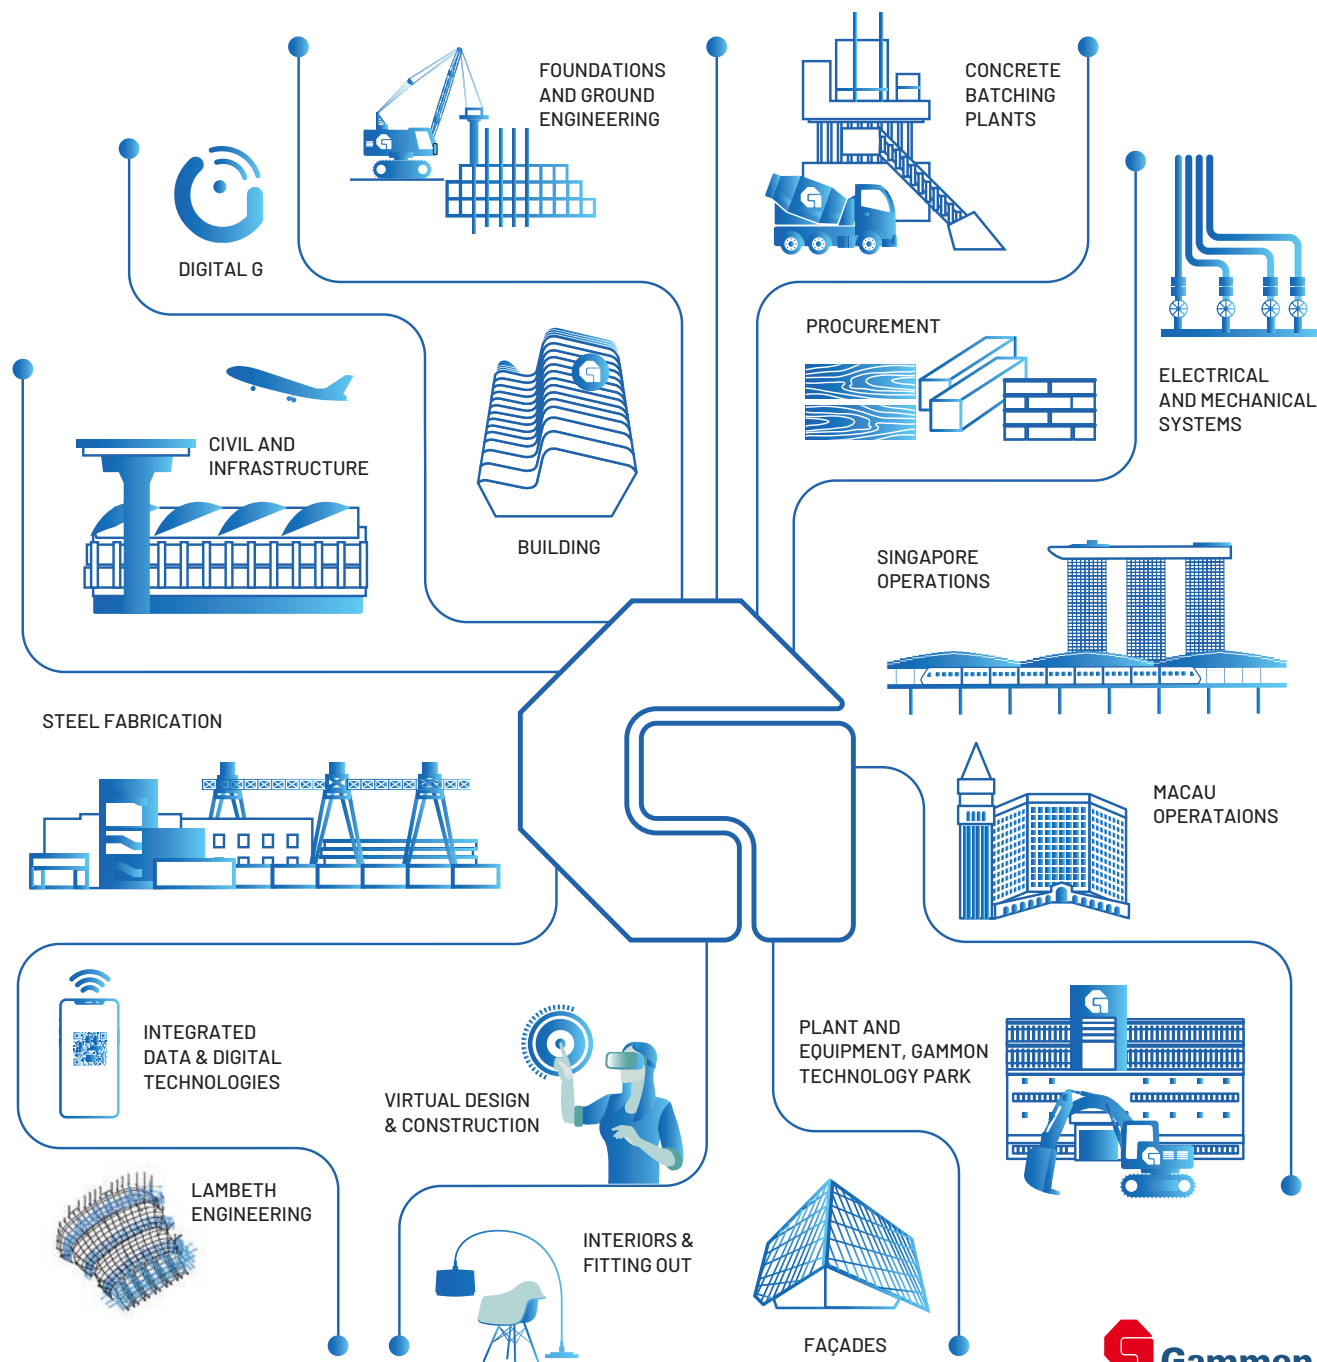 FOUNDATIONS
AND GROUND
ENGINEERING
CONCRETE
BATCHING
PLANTS
DIGITAL G
PROCUREMENT
ELECTRICAL
AND MECHANICAL
SYSTEMS
CIVIL AND
INFRASTRUCTURE
BUILDING
SINGAPORE
OPERATIONS
STEEL FABRICATION
MACAU
OPERATAIONS
INTEGRATED
DATA & DIGITAL
TECHNOLOGIES
VIRTUAL DESIGN
& CONSTRUCTION
PLANT AND
EQUIPMENT, GAMMON
TECHNOLOGY PARK
LAMBETH
ENGINEERING
INTERIORS &
FITTING OUT
FAÇADES
Gammon